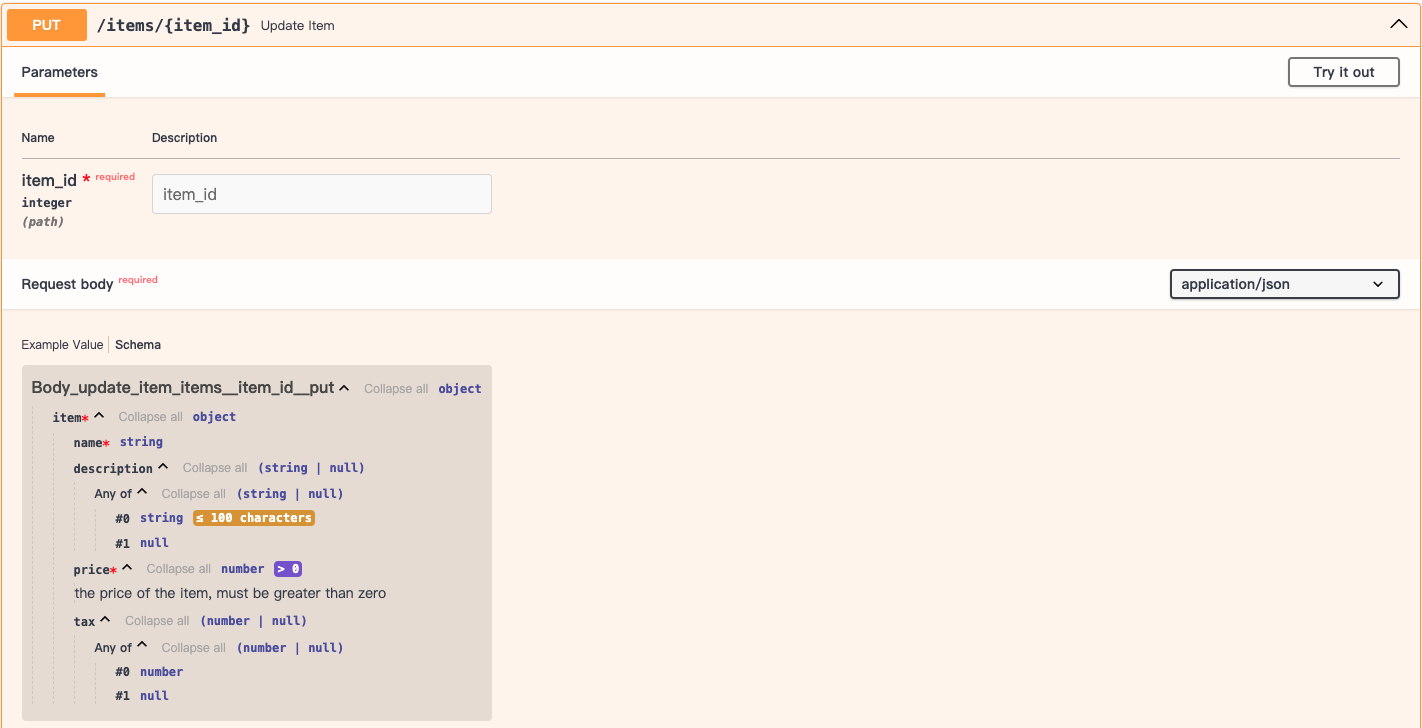 PUT /items/{item_id} Update Item
Parameters Try it out
Name Description
item_id * required item_id
integer
(path)
Request body required application/json
Example Value Schema
Body_update_item_items__item_id__put Collapse all object
item* Collapse all object
name* string
description Collapse all (string | null)
Any of Collapse all (string | null)
#0 string ≤ 100 characters
#1 null
price* Collapse all number > 0
the price of the item, must be greater than zero
tax Collapse all (number | null)
Any of Collapse all (number | null)
#0 number
#1 null